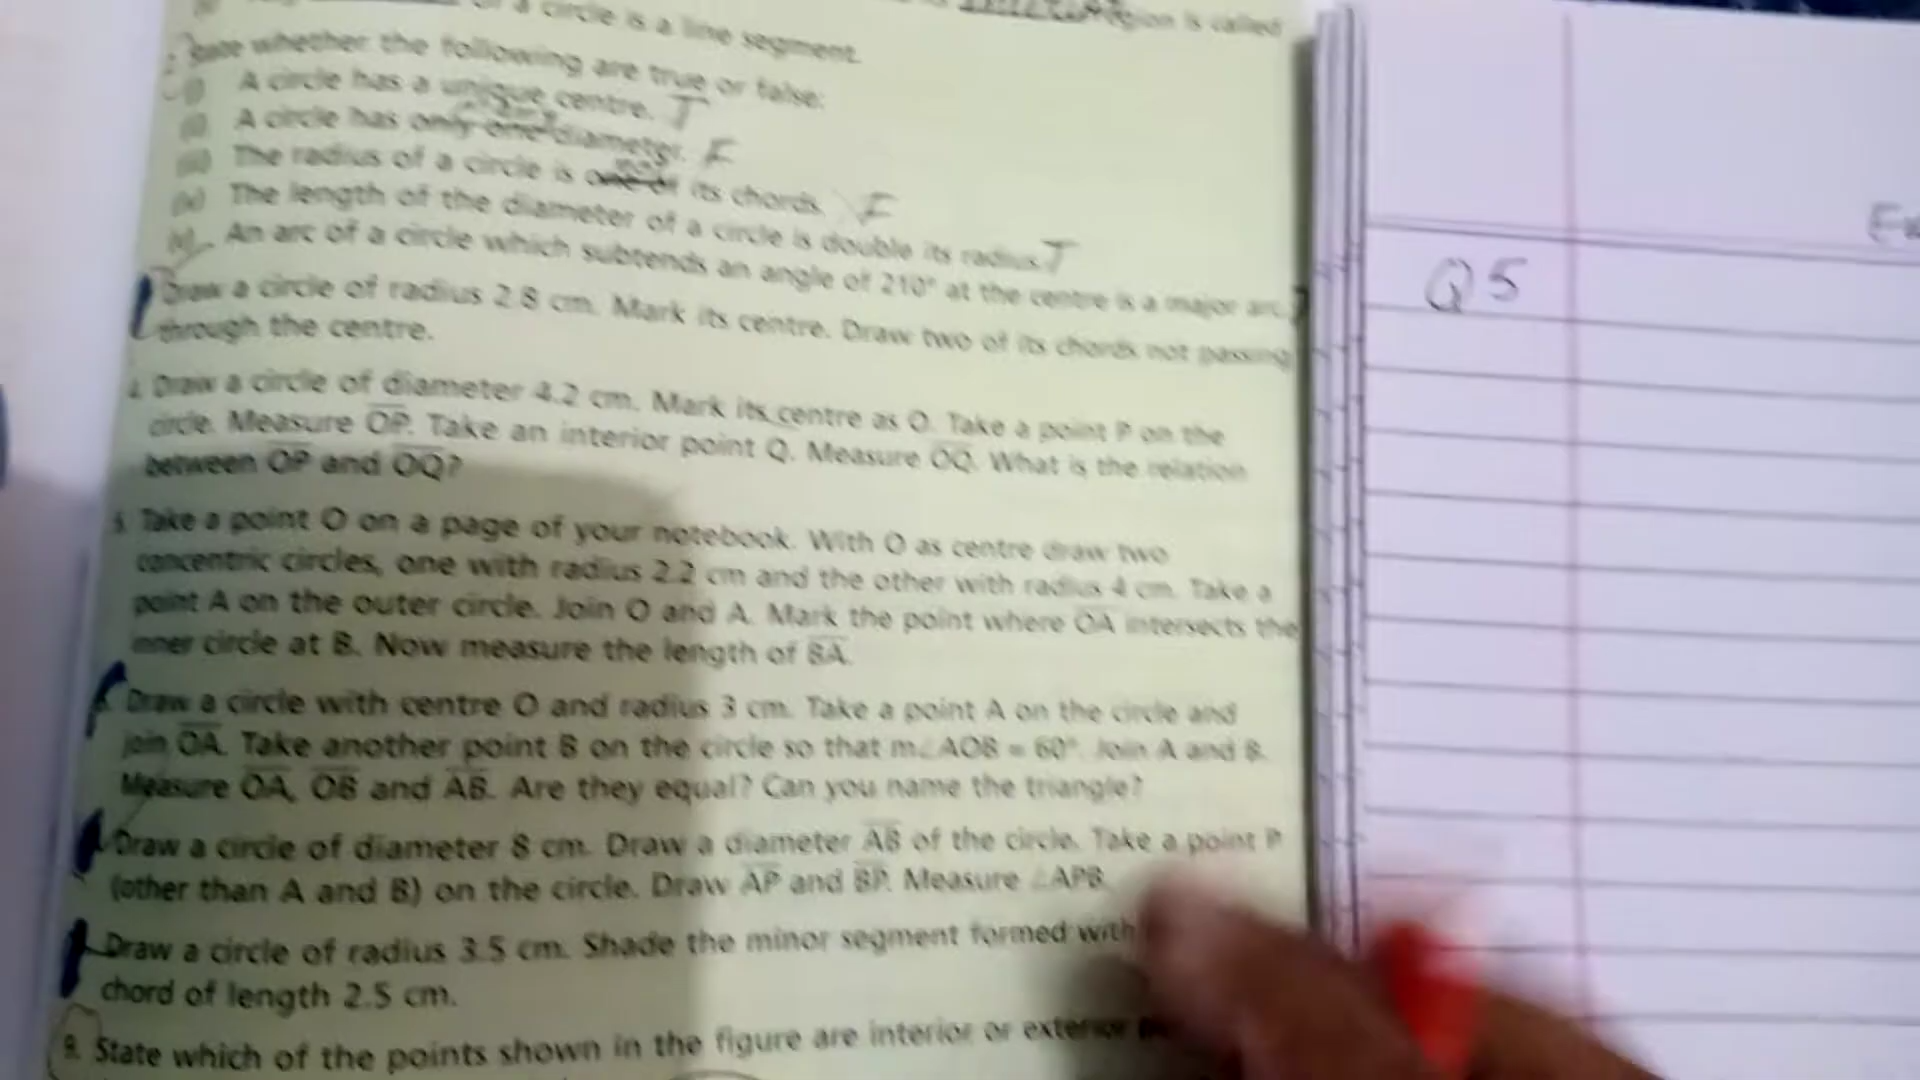 of a circle is a line segment.
region is called
2. State whether the following are true or false:
(i) A circle has a unique centre. T
(ii) A circle has only one diameter. F
(iii) The radius of a circle is one of its chords. F
(iv) The length of the diameter of a circle is double its radius. T
(v) An arc of a circle which subtends an angle of 210° at the centre is a major arc.
Draw a circle of radius 2.8 cm. Mark its centre. Draw two of its chords not passing
through the centre.
4. Draw a circle of diameter 4.2 cm. Mark its centre as O. Take a point P on the
circle. Measure OP. Take an interior point Q. Measure OQ. What is the relation
between OP and OQ?
5. Take a point O on a page of your notebook. With O as centre draw two
concentric circles, one with radius 2.2 cm and the other with radius 4 cm. Take a
point A on the outer circle. Join O and A. Mark the point where OA intersects the
inner circle at B. Now measure the length of BA.
6. Draw a circle with centre O and radius 3 cm. Take a point A on the circle and
join OA. Take another point B on the circle so that m∠AOB = 60°. Join A and B.
Measure OA, OB and AB. Are they equal? Can you name the triangle?
Draw a circle of diameter 8 cm. Draw a diameter AB of the circle. Take a point P
(other than A and B) on the circle. Draw AP and BP. Measure ∠APB.
Draw a circle of radius 3.5 cm. Shade the minor segment formed with
chord of length 2.5 cm.
9. State which of the points shown in the figure are interior or exterior
Q5